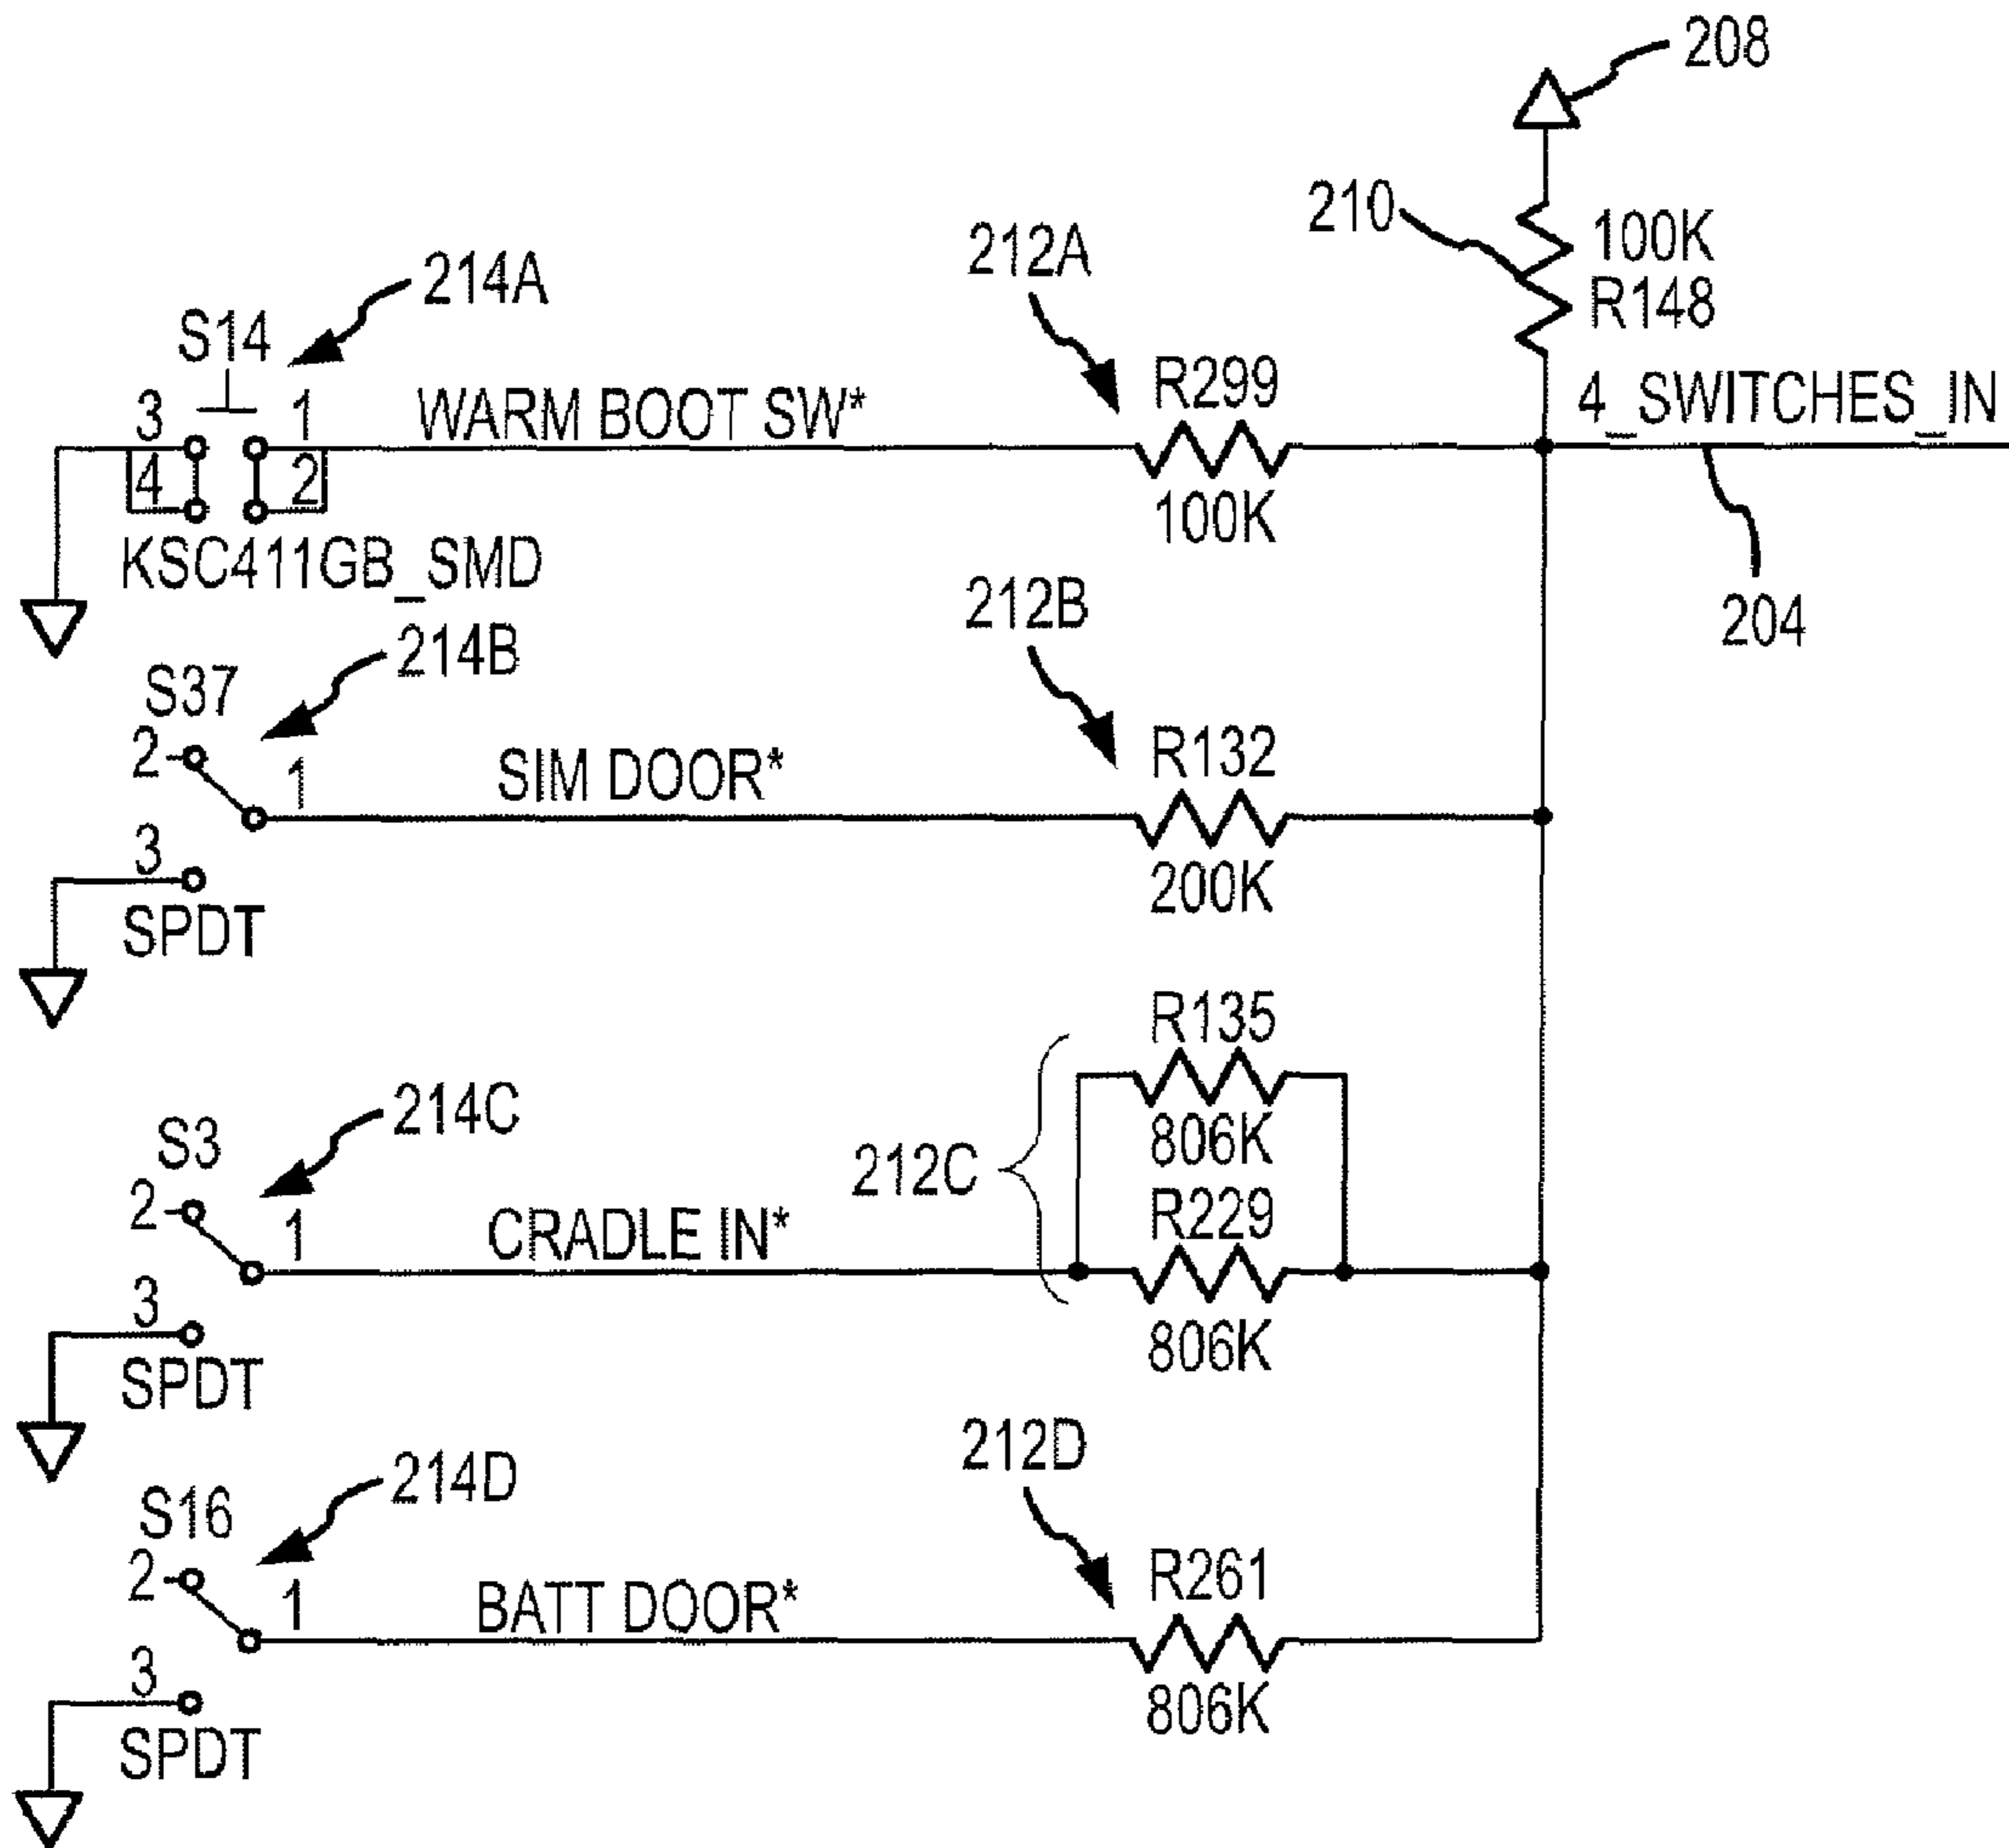 208
210
100K
R148
212A
214A
S14
3
1
WARM BOOT SW*
R299
4_SWITCHES_IN
4
2
100K
KSC411GB_SMD
204
212B
214B
S37
2
1
SIM DOOR*
R132
3
200K
SPDT
R135
214C
S3
806K
212C
2
1
CRADLE IN*
R229
3
806K
SPDT
212D
214D
S16
2
1
BATT DOOR*
R261
3
806K
SPDT